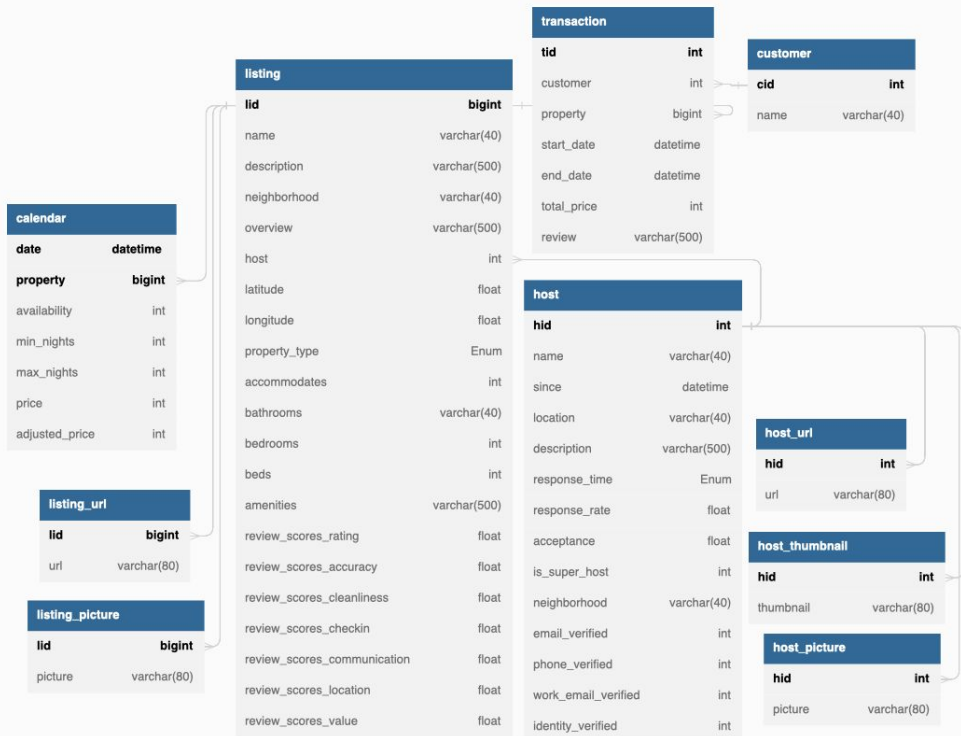 transaction
tid int
customer int
property bigint
start_date datetime
end_date datetime
total_price int
review varchar(500)
customer
cid int
name varchar(40)
listing
lid bigint
name varchar(40)
description varchar(500)
neighborhood varchar(40)
overview varchar(500)
host int
latitude float
longitude float
property_type Enum
accommodates int
bathrooms varchar(40)
bedrooms int
beds int
amenities varchar(500)
review_scores_rating float
review_scores_accuracy float
review_scores_cleanliness float
review_scores_checkin float
review_scores_communication float
review_scores_location float
review_scores_value float
calendar
date datetime
property bigint
availability int
min_nights int
max_nights int
price int
adjusted_price int
listing_url
lid bigint
url varchar(80)
listing_picture
lid bigint
picture varchar(80)
host
hid int
name varchar(40)
since datetime
location varchar(40)
description varchar(500)
response_time Enum
response_rate float
acceptance float
is_super_host int
neighborhood varchar(40)
email_verified int
phone_verified int
work_email_verified int
identity_verified int
host_url
hid int
url varchar(80)
host_thumbnail
hid int
thumbnail varchar(80)
host_picture
hid int
picture varchar(80)